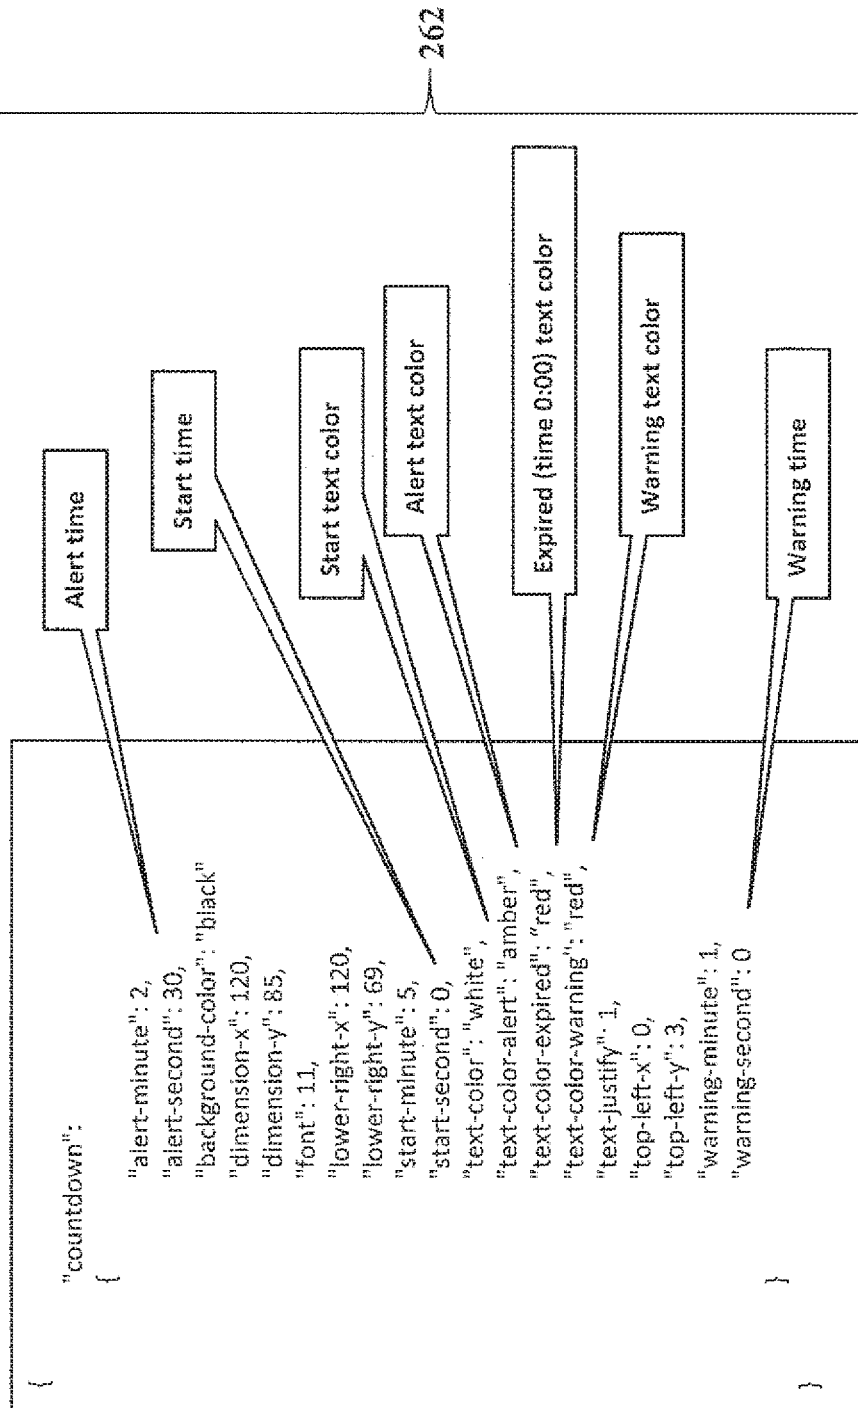 {
"countdown":
{
"alert-minute": 2,
"alert-second": 30,
"background-color": "black"
"dimension-x": 120,
"dimension-y": 85,
"font": 11,
"lower-right-x": 120,
"lower-right-y": 69,
"start-minute": 5,
"start-second": 0,
"text-color": "white",
"text-color-alert": "amber",
"text-color-expired": "red",
"text-color-warning": "red",
"text-justify": 1,
"top-left-x": 0,
"top-left-y": 3,
"warning-minute": 1,
"warning-second": 0
}
}
Alert time
Start time
Start text color
Alert text color
Expired (time 0:00) text color
Warning text color
Warning time
262